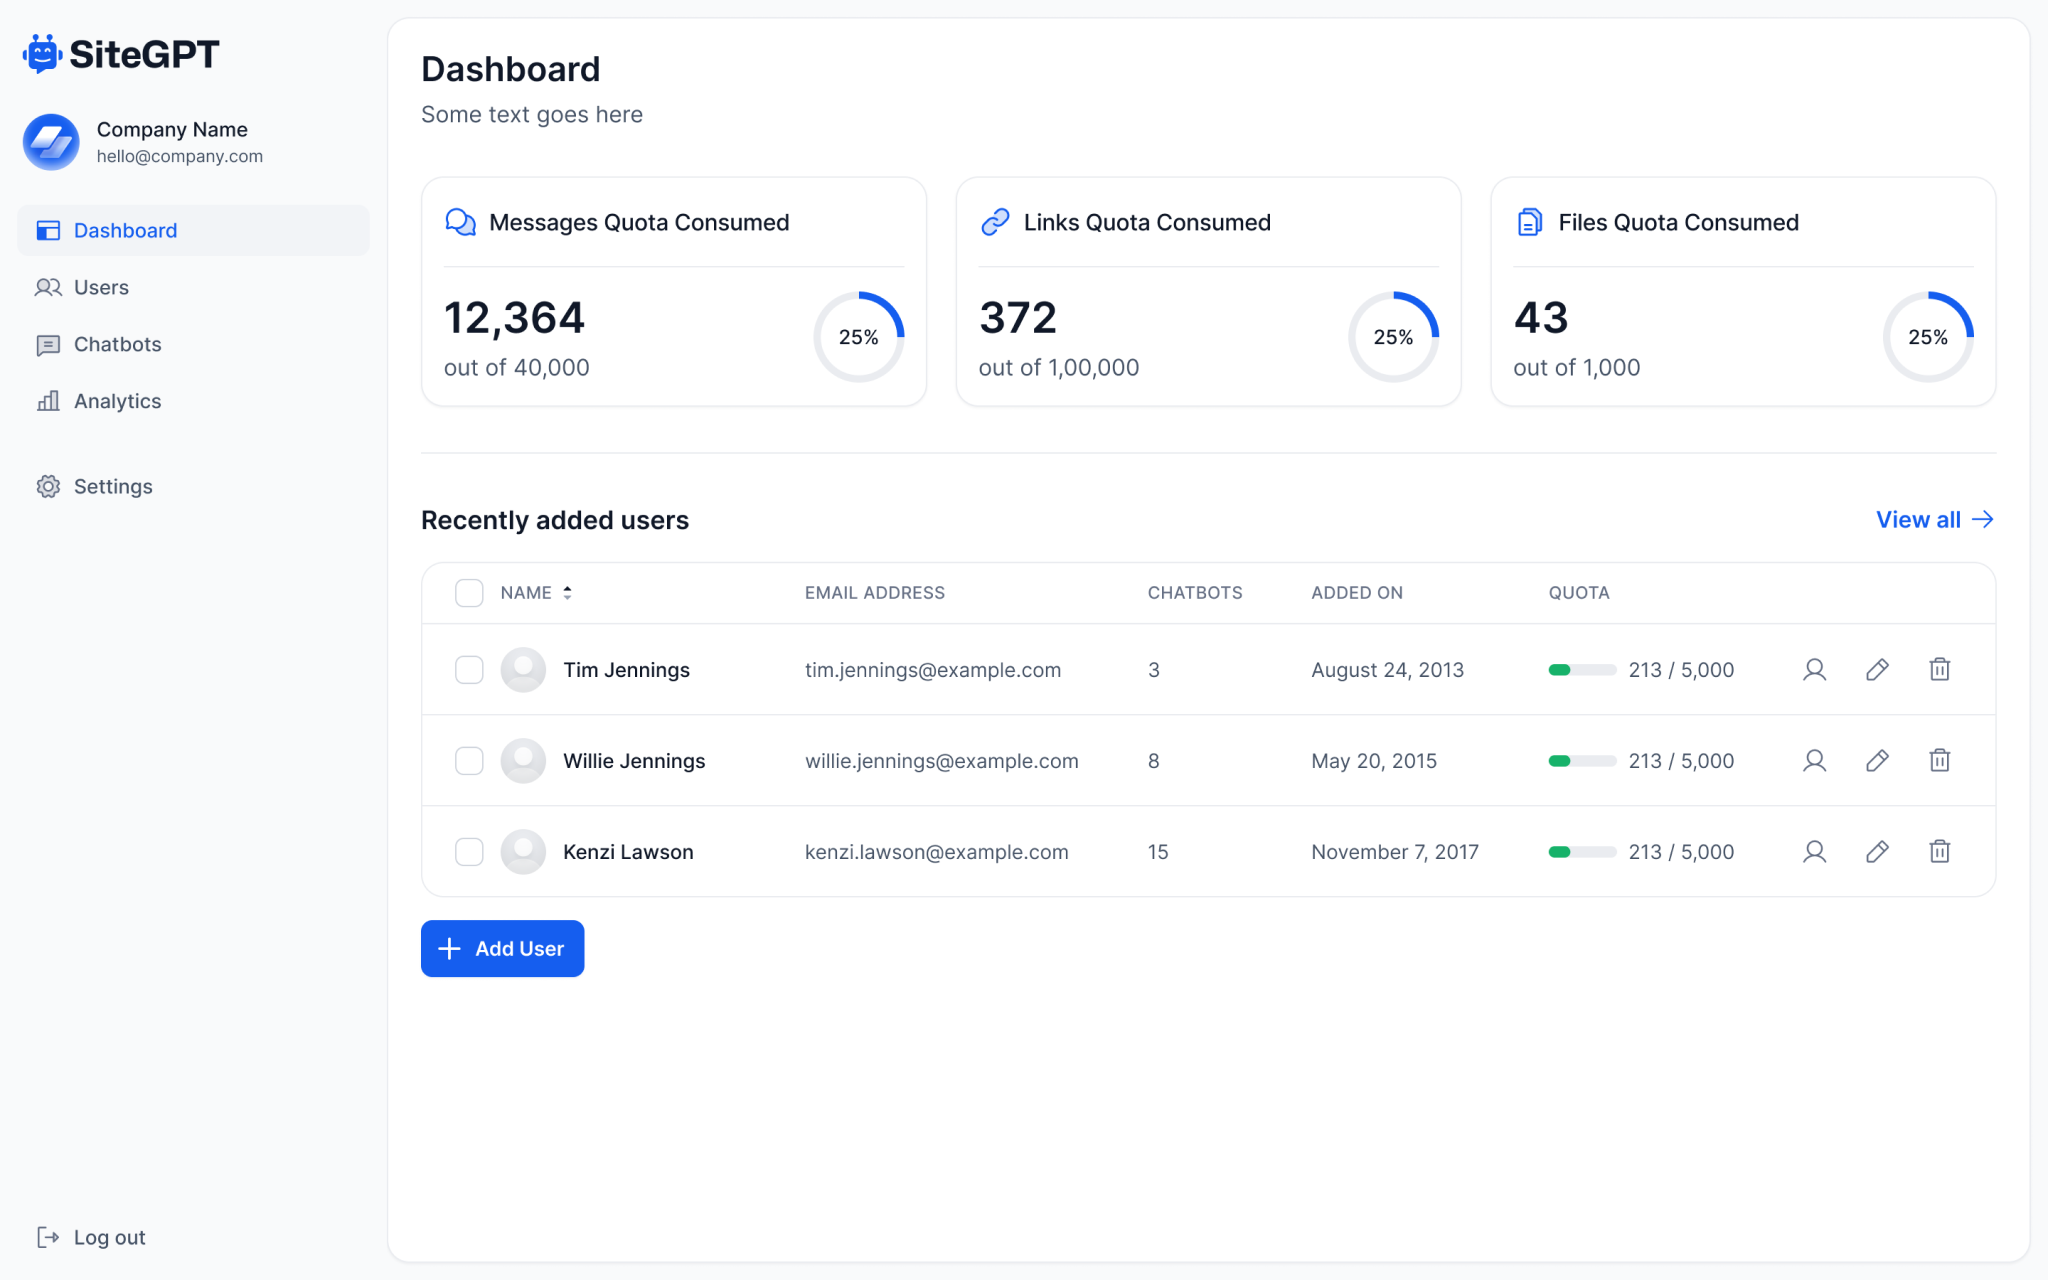 SiteGPT
Company Name
hello@company.com
Dashboard
Users
Chatbots
Analytics
Settings
Log out
Dashboard
Some text goes here
Messages Quota Consumed
12,364
out of 40,000
25%
Links Quota Consumed
372
out of 1,00,000
25%
Files Quota Consumed
43
out of 1,000
25%
Recently added users
View all
NAME EMAIL ADDRESS CHATBOTS ADDED ON QUOTA
Tim Jennings tim.jennings@example.com 3 August 24, 2013 213 / 5,000
Willie Jennings willie.jennings@example.com 8 May 20, 2015 213 / 5,000
Kenzi Lawson kenzi.lawson@example.com 15 November 7, 2017 213 / 5,000
Add User